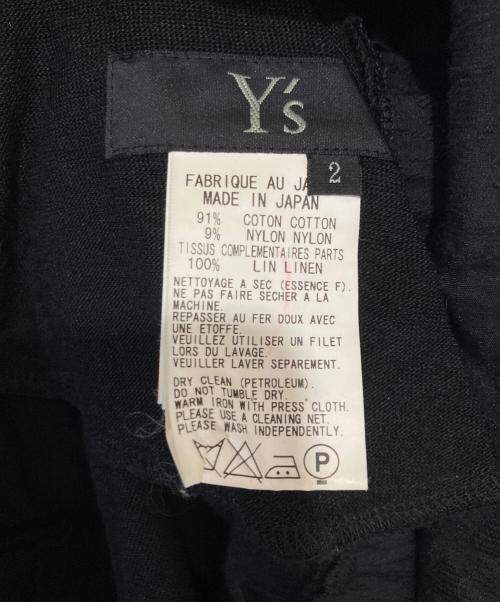 Y's
2
FABRIQUE AU
MADE IN JAPAN
91% COTON COTTON
9% NYLON NYLON
TISSUS COMPLEMENTAIRES PARTS
100% LIN LINEN
NETTOYAGE A SEC (ESSENCE F).
NE PAS FAIRE SECHER A LA
MACHINE.
REPASSER AU FER DOUX AVEC
UNE ETOFFE.
VEUILLEZ UTILISER UN FILET
LORS DU LAVAGE.
VEUILLER LAVER SEPAREMENT.
DRY CLEAN (PETROLEUM).
DO NOT TUMBLE DRY.
WARM IRON WITH PRESS CLOTH.
PLEASE USE A CLEANING NET.
PLEASE WASH INDEPENDENTLY.
P